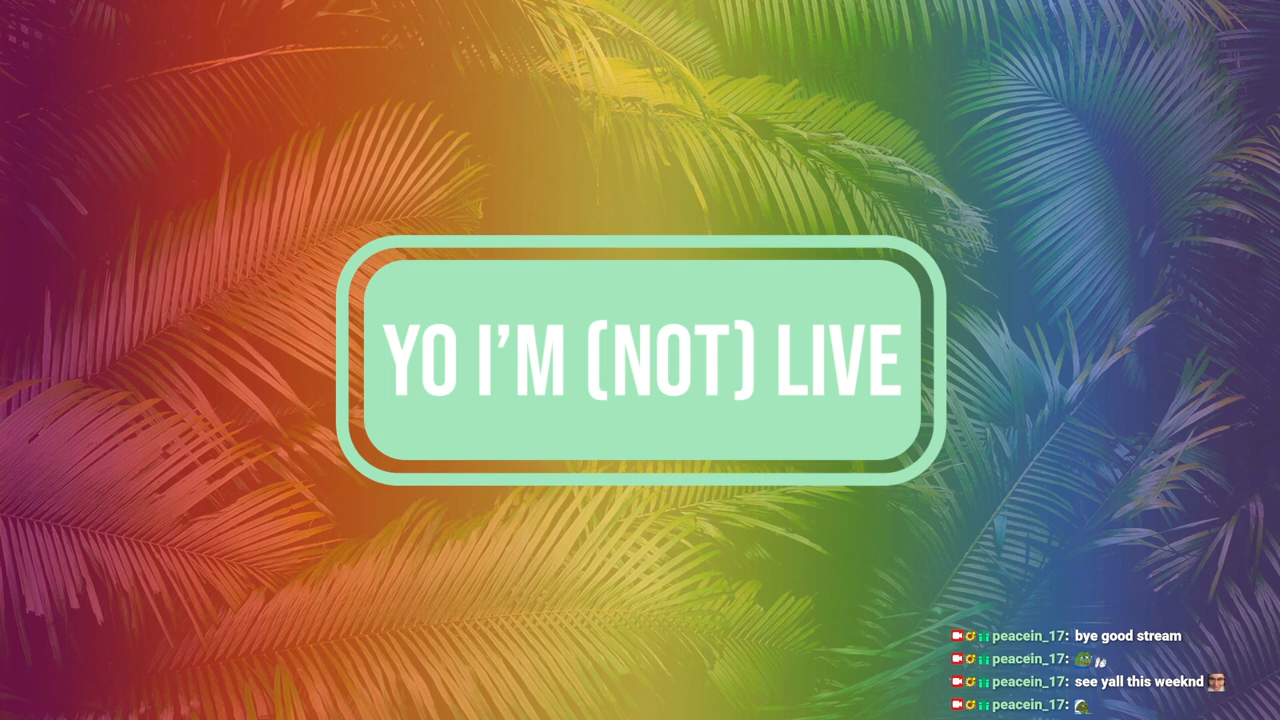 YO I’M (NOT) LIVE
peacein_17: bye good stream
peacein_17:
peacein_17: see yall this weeknd
peacein_17: